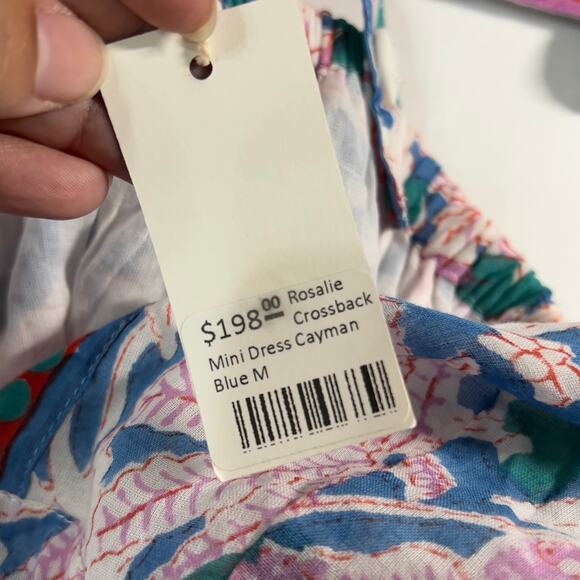 $198.00 Rosalie
Crossback
Mini Dress Cayman
Blue M